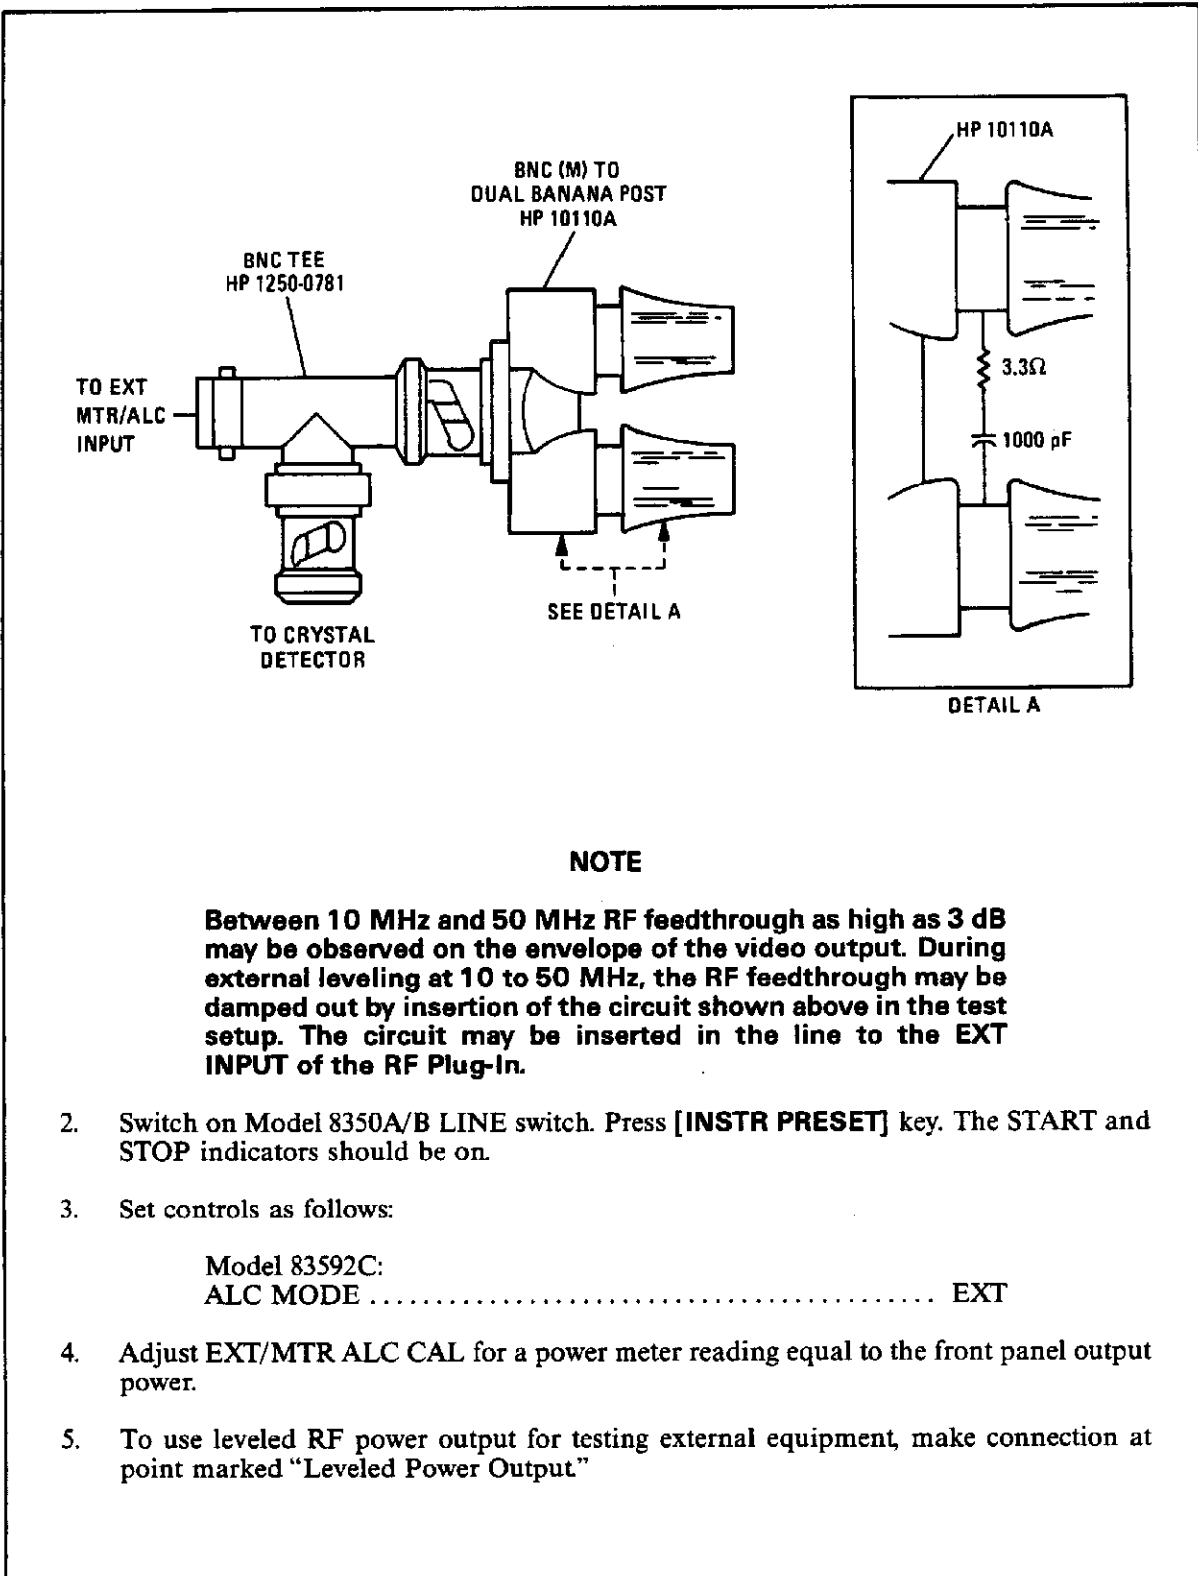 HP 10110A
BNC (M) TO
DUAL BANANA POST
HP 10110A
BNC TEE
HP 1250-0781
TO EXT
MTR/ALC
INPUT
3.3Ω
1000 pF
SEE DETAIL A
TO CRYSTAL
DETECTOR
DETAIL A
NOTE
Between 10 MHz and 50 MHz RF feedthrough as high as 3 dB
may be observed on the envelope of the video output. During
external leveling at 10 to 50 MHz, the RF feedthrough may be
damped out by insertion of the circuit shown above in the test
setup. The circuit may be inserted in the line to the EXT
INPUT of the RF Plug-In.
2. Switch on Model 8350A/B LINE switch. Press [INSTR PRESET] key. The START and
STOP indicators should be on.
3. Set controls as follows:
Model 83592C:
ALC MODE ........................................... EXT
4. Adjust EXT/MTR ALC CAL for a power meter reading equal to the front panel output
power.
5. To use leveled RF power output for testing external equipment, make connection at
point marked “Leveled Power Output.”